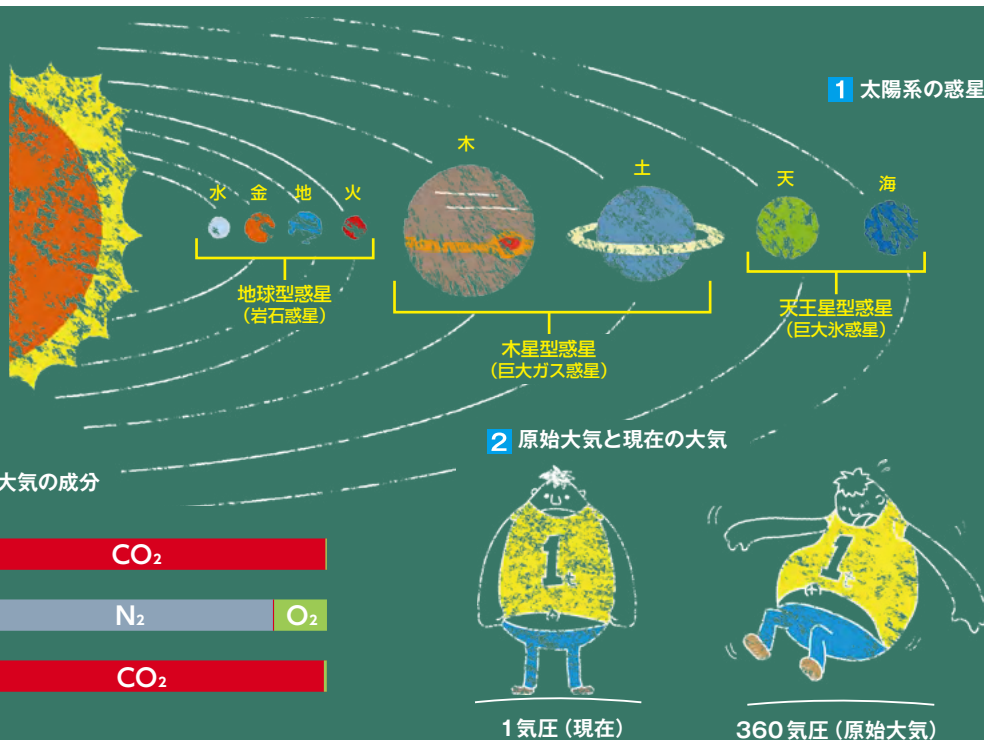 1 太陽系の惑星
木
土
天
海
水 金 地 火
地球型惑星
(岩石惑星)
木星型惑星
(巨大ガス惑星)
天王星型惑星
(巨大氷惑星)
2 原始大気と現在の大気
大気の成分
CO₂
N₂ O₂
CO₂
1t
1t
1気圧(現在)
360気圧(原始大気)